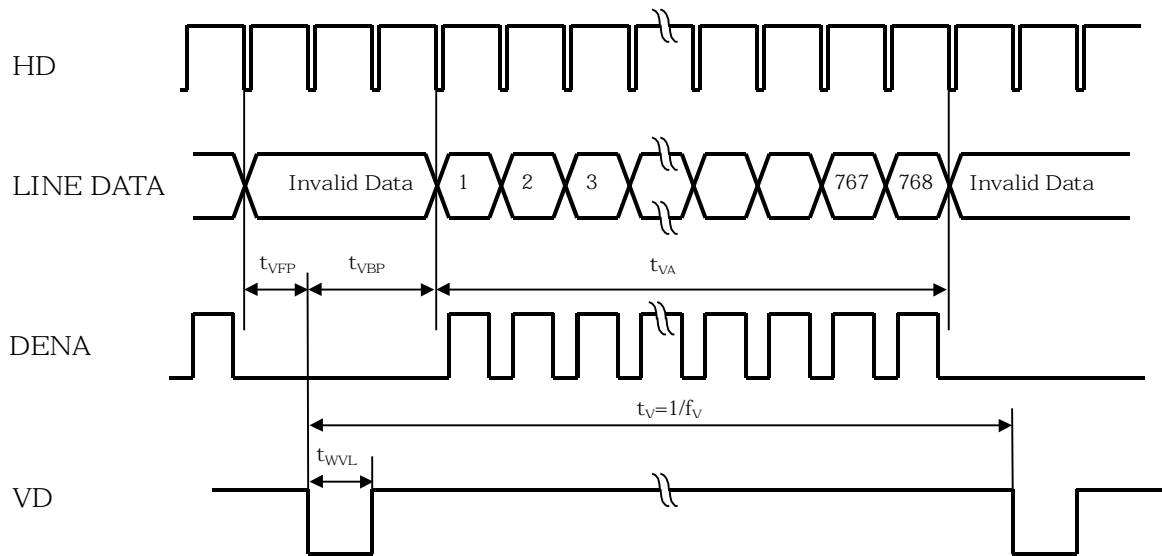 HD
LINE DATA
Invalid Data 1 2 3 767 768 Invalid Data
tVFP tVBP tVA
DENA
tV=1/fV
tWVL
VD